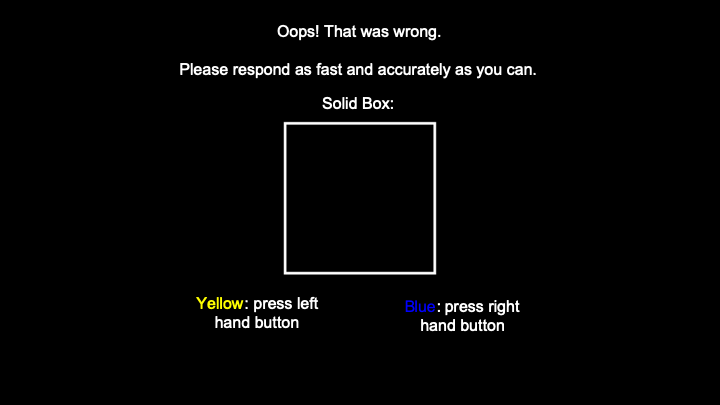 Oops! That was wrong.
Please respond as fast and accurately as you can.
Solid Box:
Yellow: press left
hand button
Blue: press right
hand button